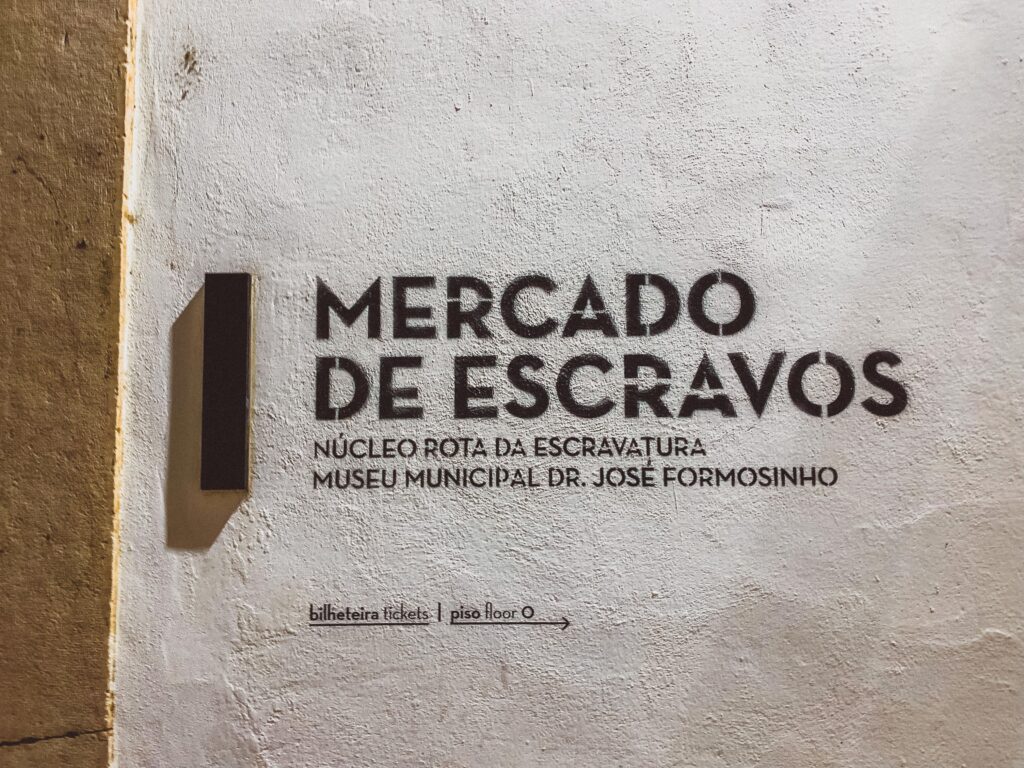 MERCADO
DE ESCRAVOS
NÚCLEO ROTA DA ESCRAVATURA
MUSEU MUNICIPAL DR. JOSÉ FORMOSINHO
bilheteira tickets | piso floor 0